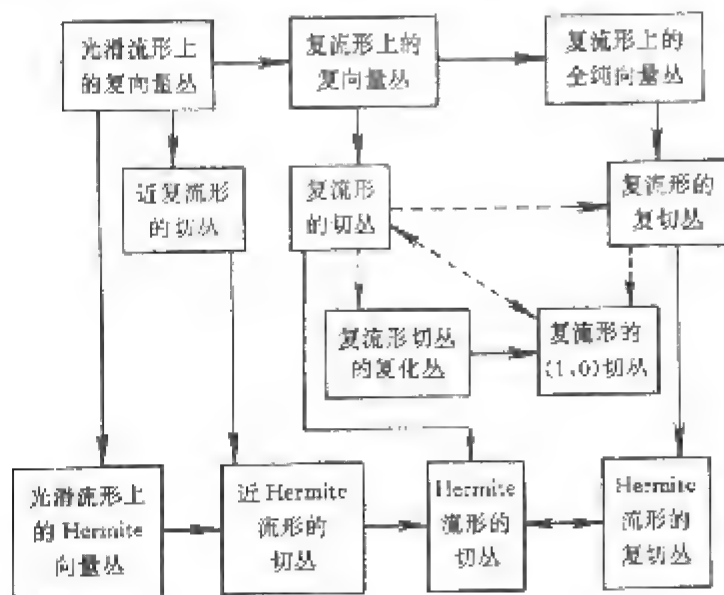 光滑流形上
的复向量丛
复流形上的
复向量丛
复流形上的
全纯向量丛
近复流形
的切丛
复流形
的切丛
复流形的
复切丛
复流形切丛
的复化丛
复流形的
(1,0)切丛
光滑流形上
的 Hermite
向量丛
近 Hermite
流形的
切丛
Hermite
流形的
切丛
Hermite
流形的
复切丛